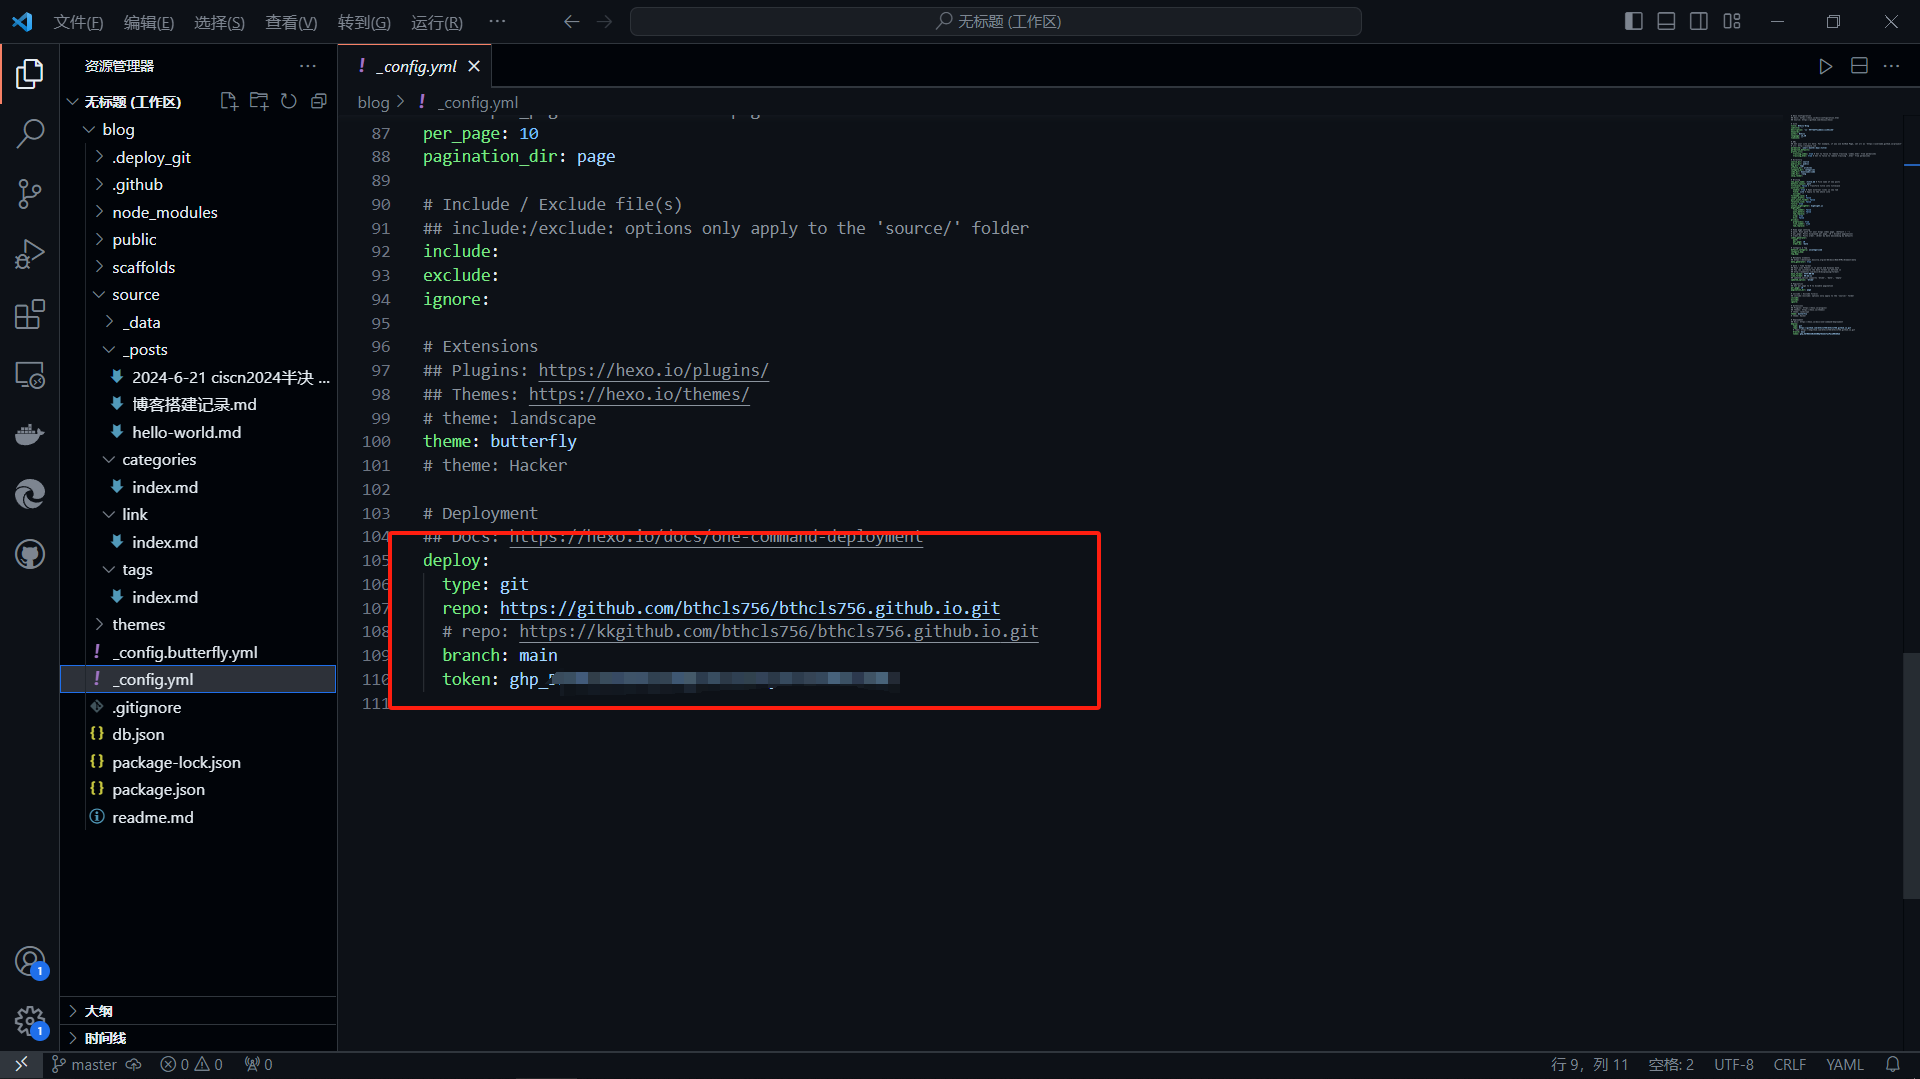 文件(F) 编辑(E) 选择(S) 查看(V) 转到(G) 运行(R) ···
无标题 (工作区)
资源管理器
无标题 (工作区)
blog
.deploy_git
.github
node_modules
public
scaffolds
source
_data
_posts
2024-6-21 ciscn2024半决 ...
博客搭建记录.md
hello-world.md
categories
index.md
link
index.md
tags
index.md
themes
_config.butterfly.yml
_config.yml
.gitignore
db.json
package-lock.json
package.json
readme.md
大纲
时间线
! _config.yml
blog > ! _config.yml
87 per_page: 10
88 pagination_dir: page
89
90 # Include / Exclude file(s)
91 ## include:/exclude: options only apply to the 'source/' folder
92 include:
93 exclude:
94 ignore:
95
96 # Extensions
97 ## Plugins: https://hexo.io/plugins/
98 ## Themes: https://hexo.io/themes/
99 # theme: landscape
100 theme: butterfly
101 # theme: Hacker
102
103 # Deployment
104 ## Docs: https://hexo.io/docs/one-command-deployment
105 deploy:
106 type: git
107 repo: https://github.com/bthcls756/bthcls756.github.io.git
108 # repo: https://kkgithub.com/bthcls756/bthcls756.github.io.git
109 branch: main
110 token: ghp_
111
1
1
master 0 0 0
行 9，列 11 空格: 2 UTF-8 CRLF YAML